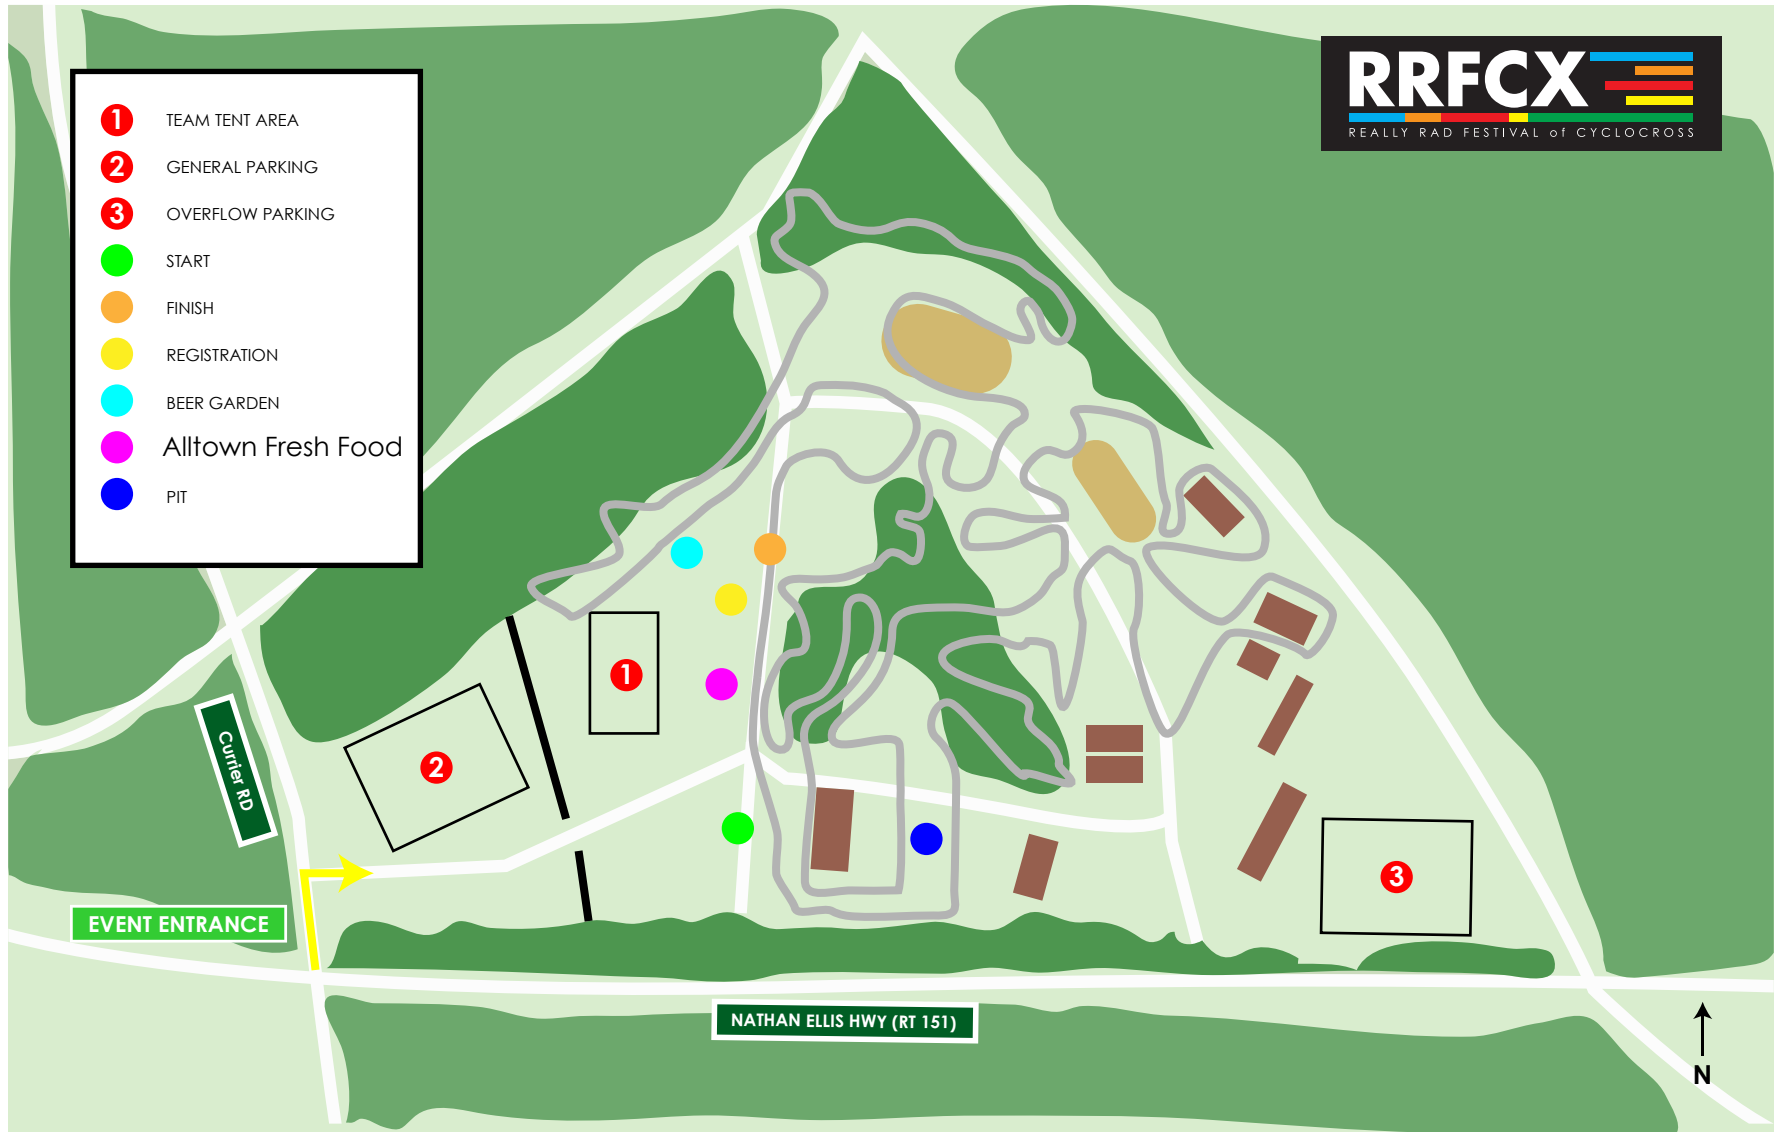 RRFCX
REALLY RAD FESTIVAL of CYCLOCROSS
1 TEAM TENT AREA
2 GENERAL PARKING
3 OVERFLOW PARKING
START
FINISH
REGISTRATION
BEER GARDEN
Alltown Fresh Food
PIT
1
2
Currier RD
3
EVENT ENTRANCE
NATHAN ELLIS HWY (RT 151)
N